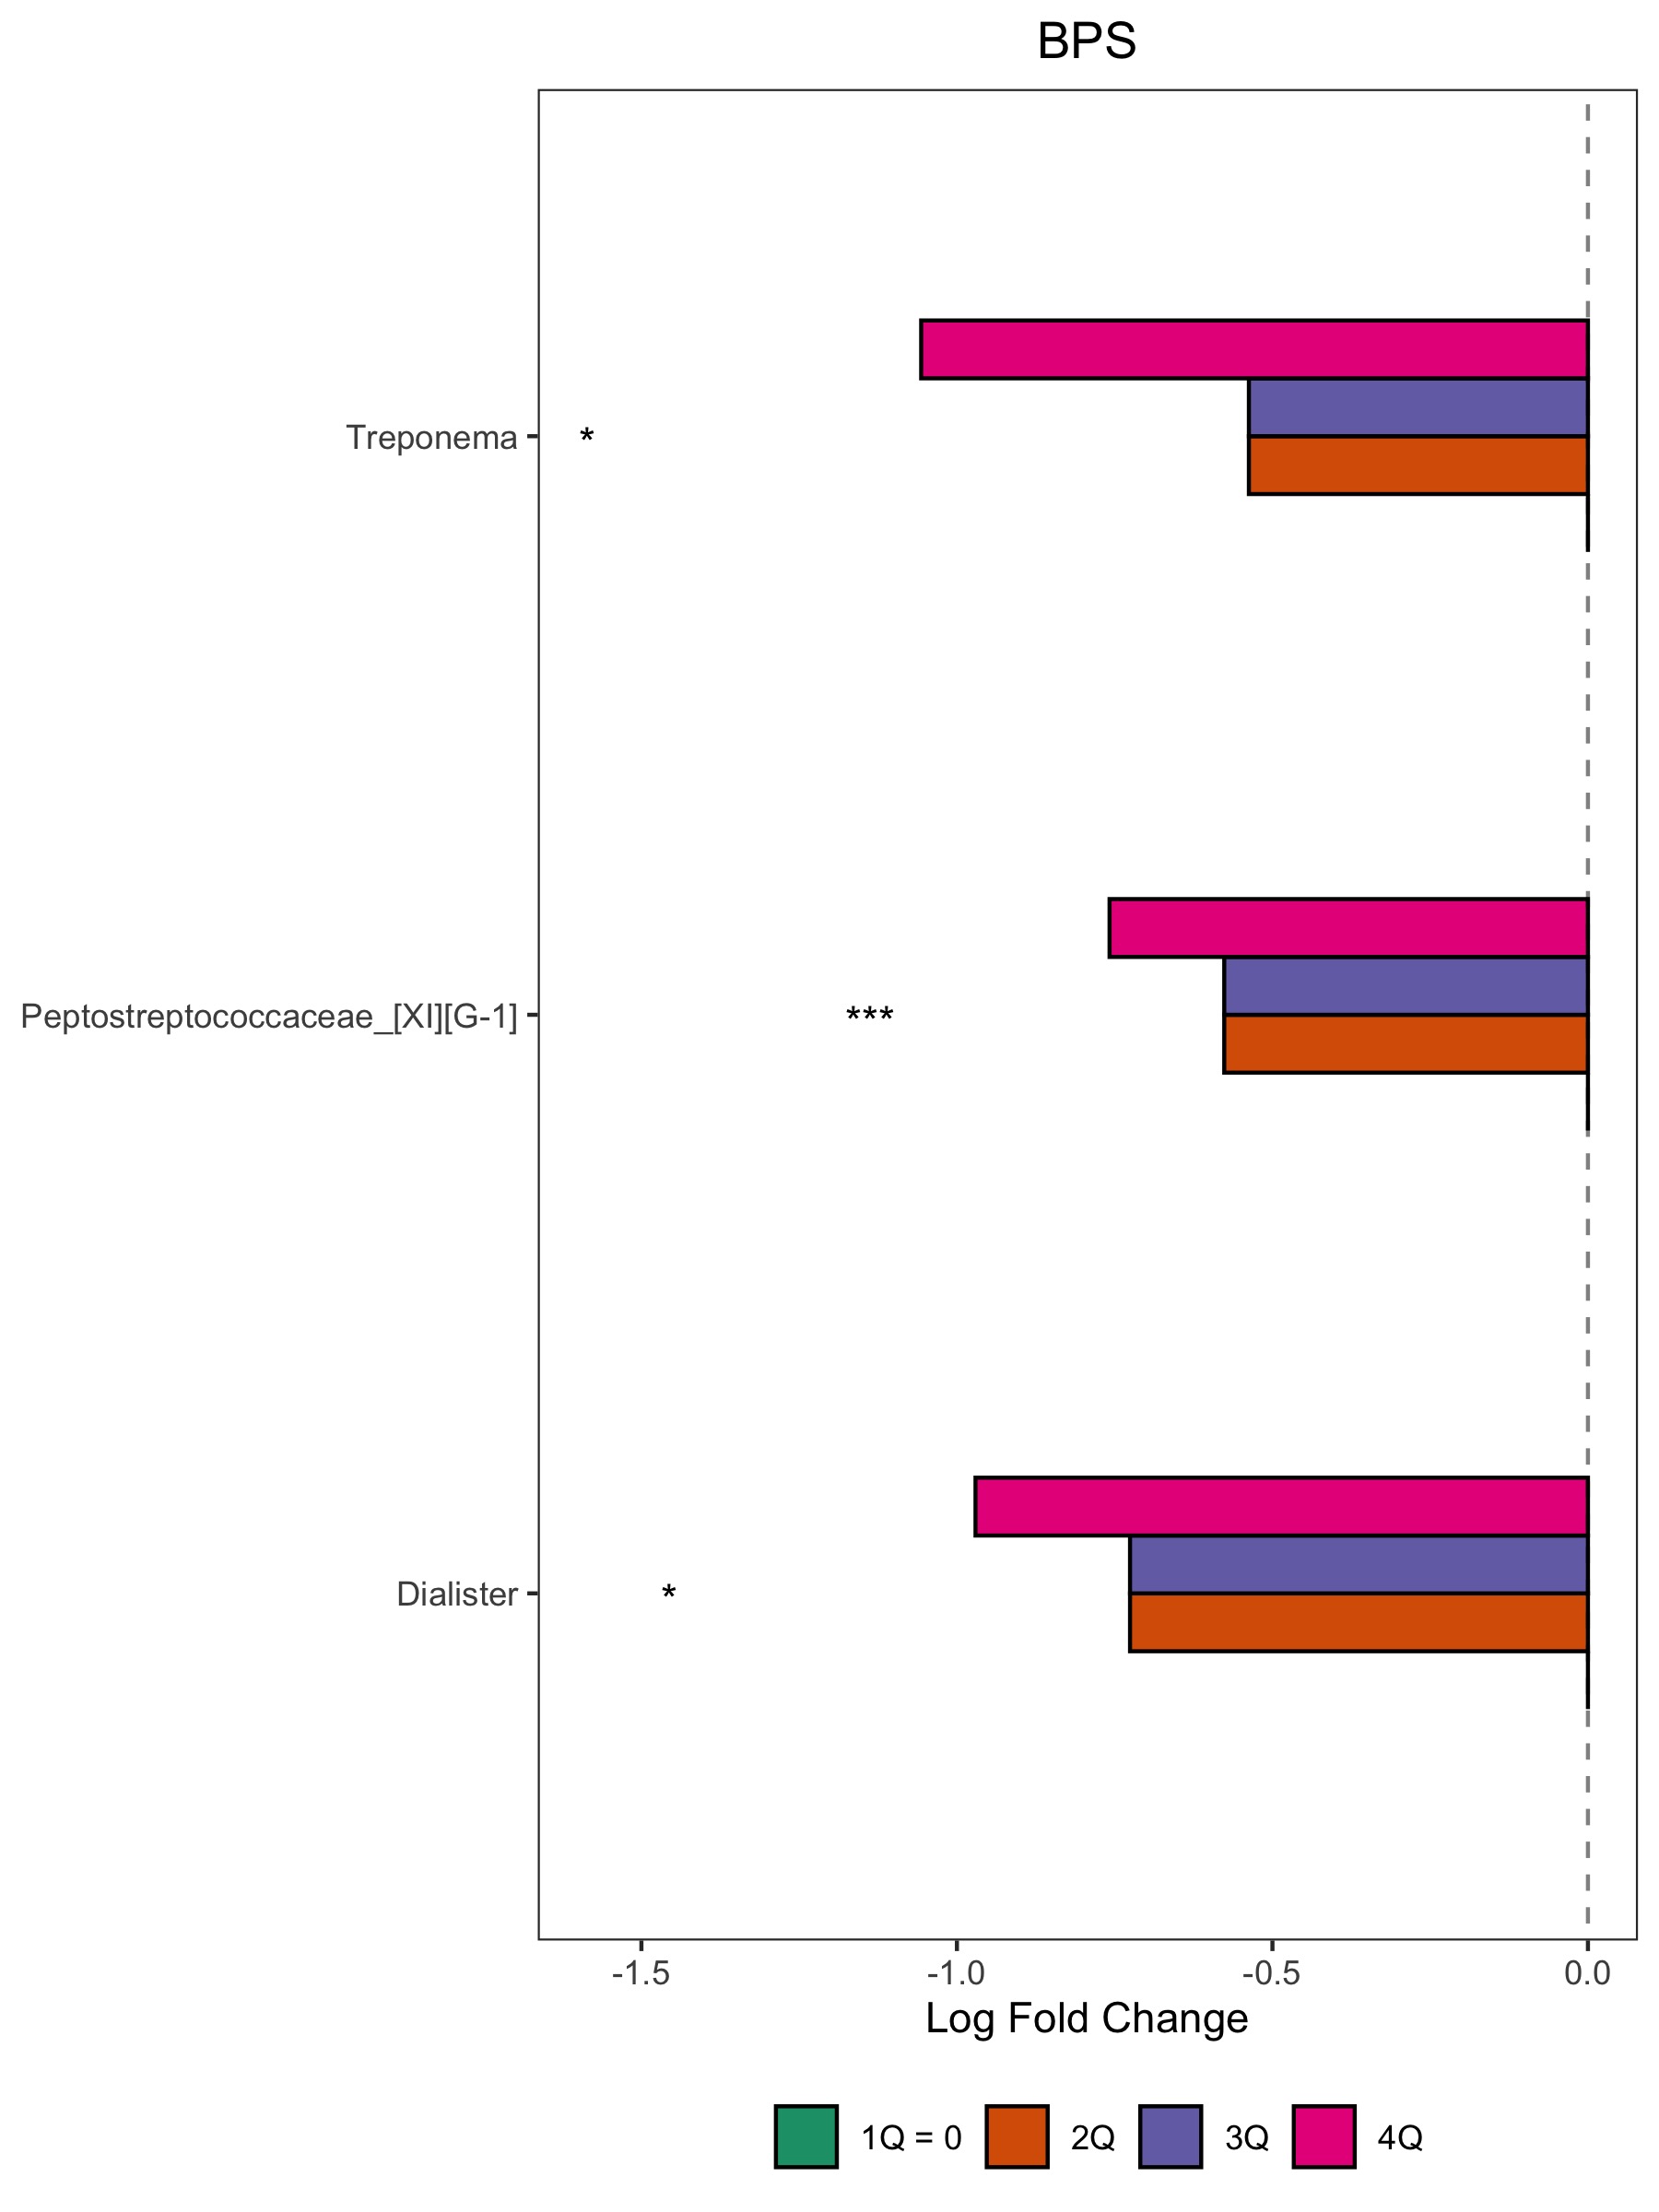 BPS
Treponema
*
Peptostreptococcaceae_[XI][G-1]
***
Dialister
*
-1.5 -1.0 -0.5 0.0
Log Fold Change
1Q = 0 2Q 3Q 4Q